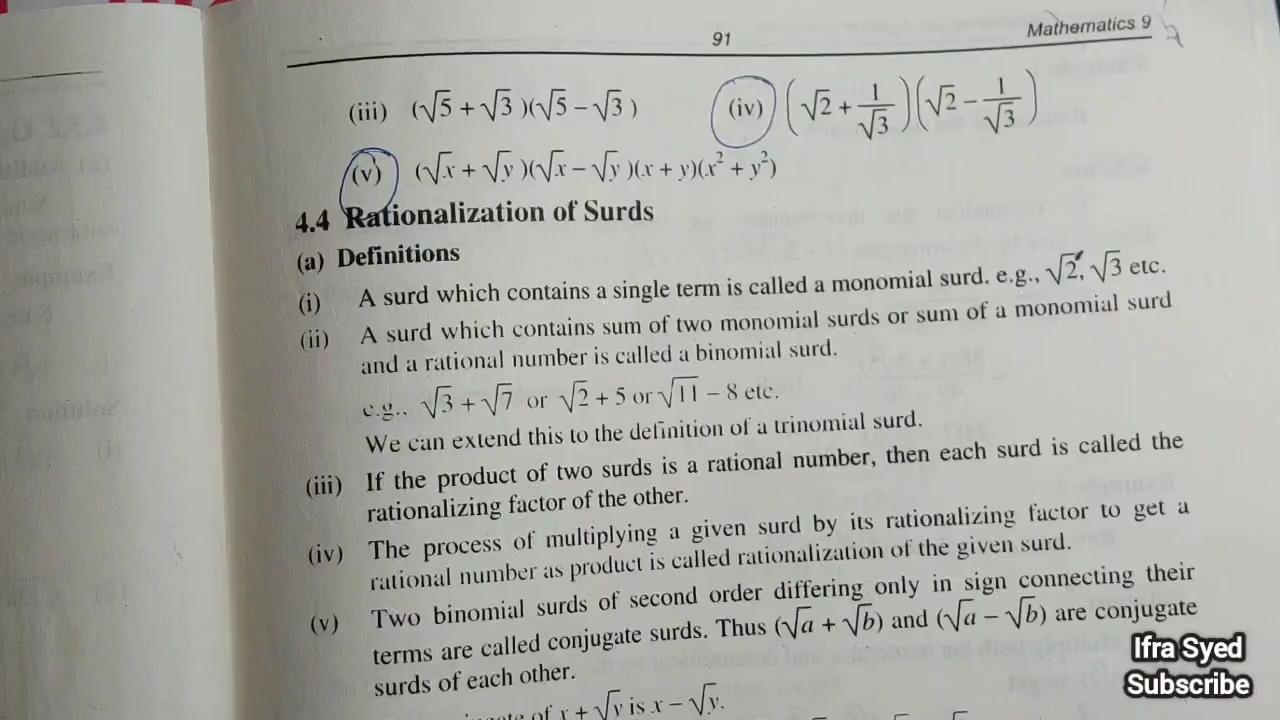 91 Mathematics 9
(iii) (√5 + √3)(√5 − √3) (iv) (√2 + 1/√3)(√2 − 1/√3)
(v) (√x + √y)(√x − √y)(x + y)(x² + y²)
4.4 Rationalization of Surds
(a) Definitions
(i) A surd which contains a single term is called a monomial surd. e.g., √2, √3 etc.
(ii) A surd which contains sum of two monomial surds or sum of a monomial surd
and a rational number is called a binomial surd.
e.g., √3 + √7 or √2 + 5 or √11 − 8 etc.
We can extend this to the definition of a trinomial surd.
(iii) If the product of two surds is a rational number, then each surd is called the
rationalizing factor of the other.
(iv) The process of multiplying a given surd by its rationalizing factor to get a
rational number as product is called rationalization of the given surd.
(v) Two binomial surds of second order differing only in sign connecting their
terms are called conjugate surds. Thus (√a + √b) and (√a − √b) are conjugate
surds of each other.
of x + √y is x − √y.
Ifra Syed
Subscribe